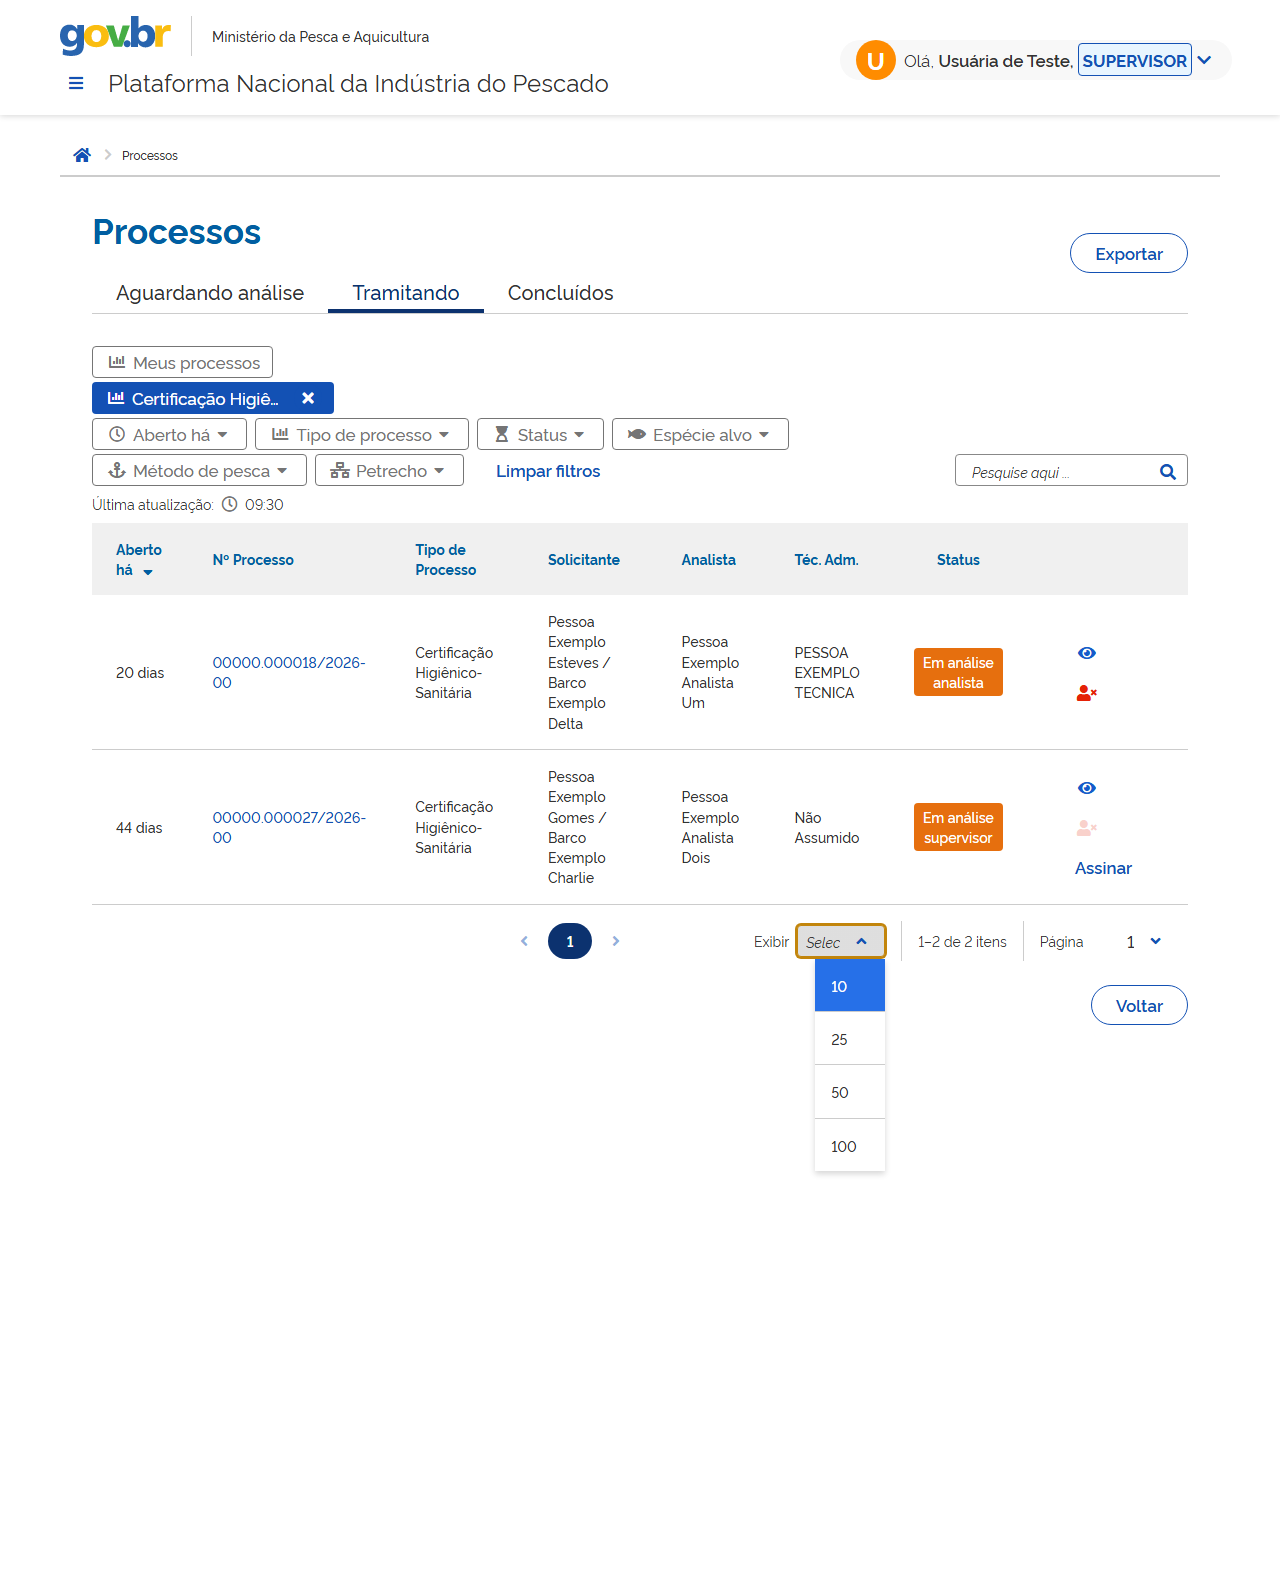 gov.br
Ministério da Pesca e Aquicultura
Plataforma Nacional da Indústria do Pescado
U
Olá, Usuária de Teste, SUPERVISOR
Processos
Processos
Exportar
Aguardando análise
Tramitando
Concluídos
Meus processos
Certificação Higiê...
Aberto há
Tipo de processo
Status
Espécie alvo
Método de pesca
Petrecho
Limpar filtros
Pesquise aqui ...
Última atualização: 09:30
Aberto
há
Nº Processo
Tipo de
Processo
Solicitante
Analista
Téc. Adm.
Status
20 dias
00000.000018/2026-
00
Certificação
Higiênico-
Sanitária
Pessoa
Exemplo
Esteves /
Barco
Exemplo
Delta
Pessoa
Exemplo
Analista
Um
PESSOA
EXEMPLO
TECNICA
Em análise
analista
44 dias
00000.000027/2026-
00
Certificação
Higiênico-
Sanitária
Pessoa
Exemplo
Gomes /
Barco
Exemplo
Charlie
Pessoa
Exemplo
Analista
Dois
Não
Assumido
Em análise
supervisor
Assinar
1
Exibir
Selec
1–2 de 2 itens
Página
1
10
25
50
100
Voltar